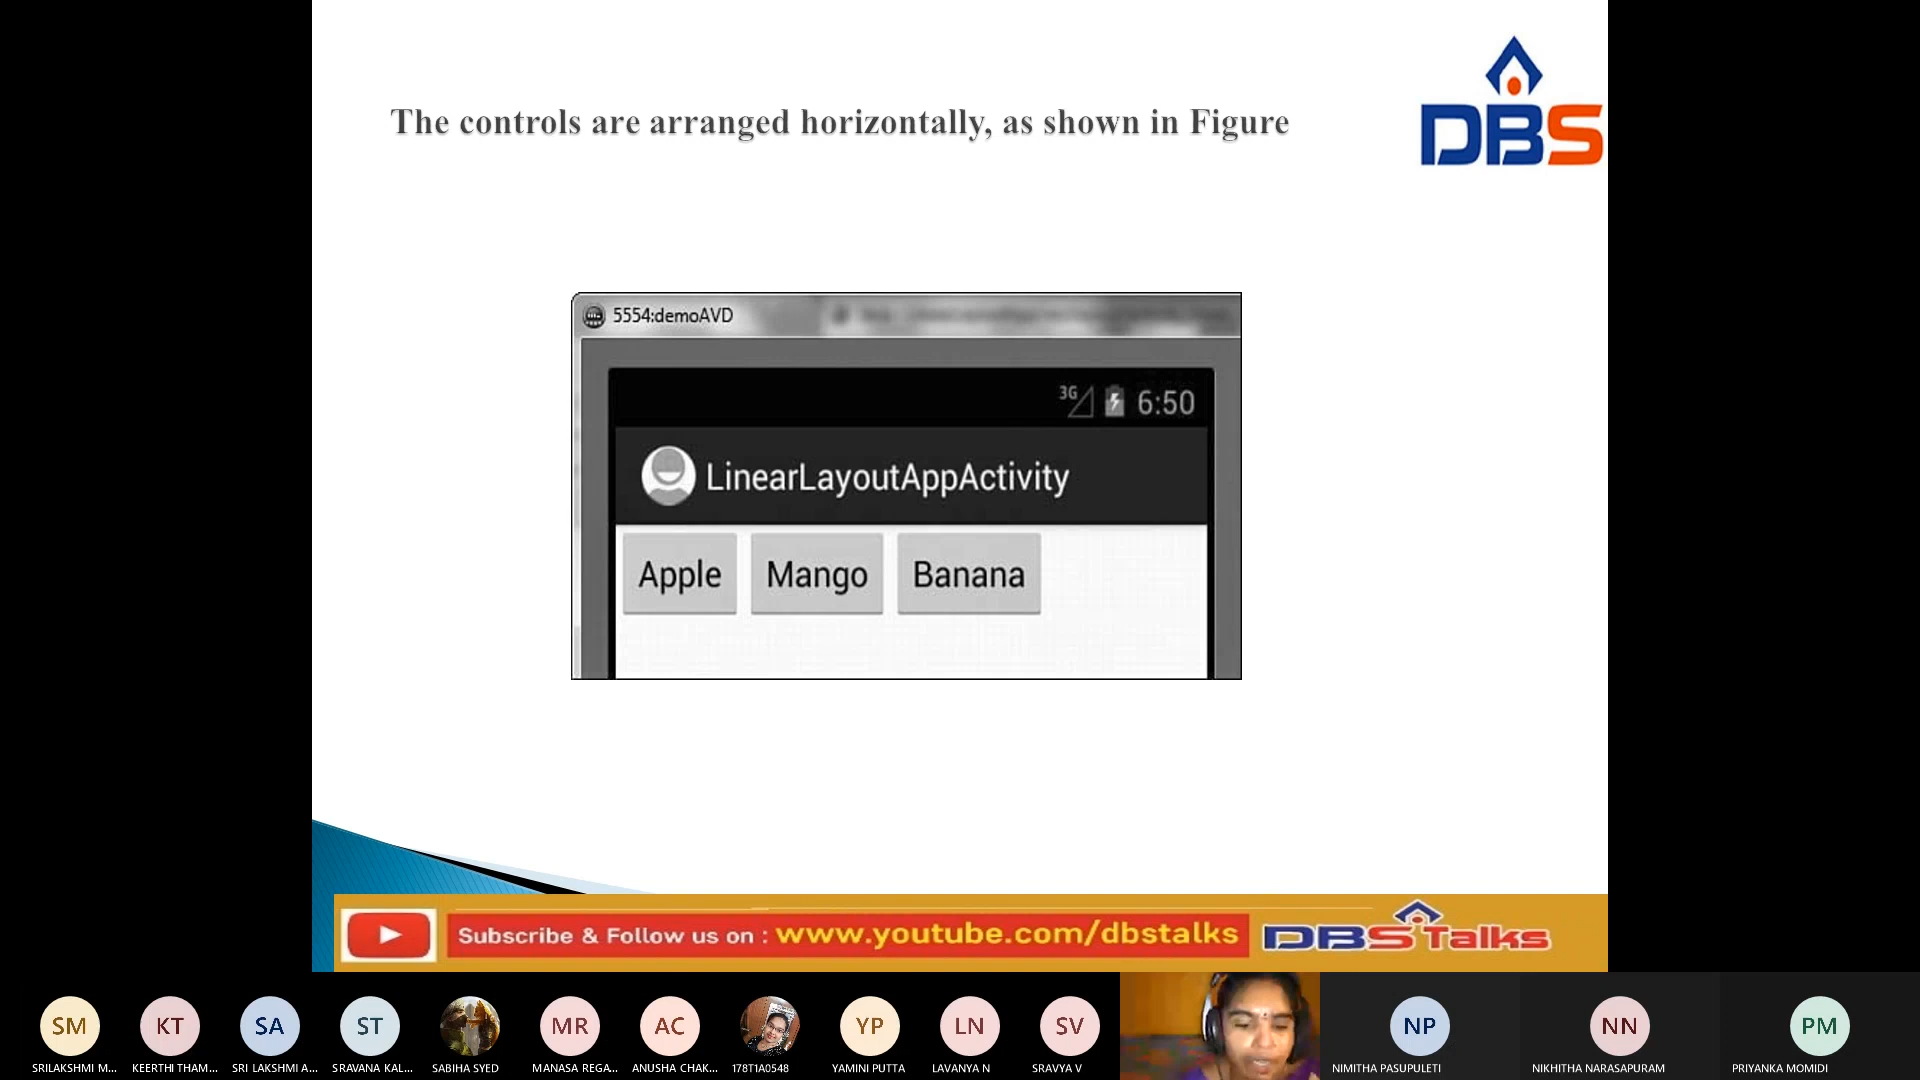 The controls are arranged horizontally, as shown in Figure
DBS
5554:demoAVD
3G 6:50
LinearLayoutAppActivity
Apple Mango Banana
Subscribe & Follow us on : www.youtube.com/dbstalks DBS Talks
SM KT SA ST MR AC YP LN SV NP NN PM
SRILAKSHMI M... KEERTHI THAM... SRI LAKSHMI A... SRAVANA KAL... SABIHA SYED MANASA REGA... ANUSHA CHAK... 178T1A0548 YAMINI PUTTA LAVANYA N SRAVYA V NIMITHA PASUPULETI NIKHITHA NARASAPURAM PRIYANKA MOMIDI